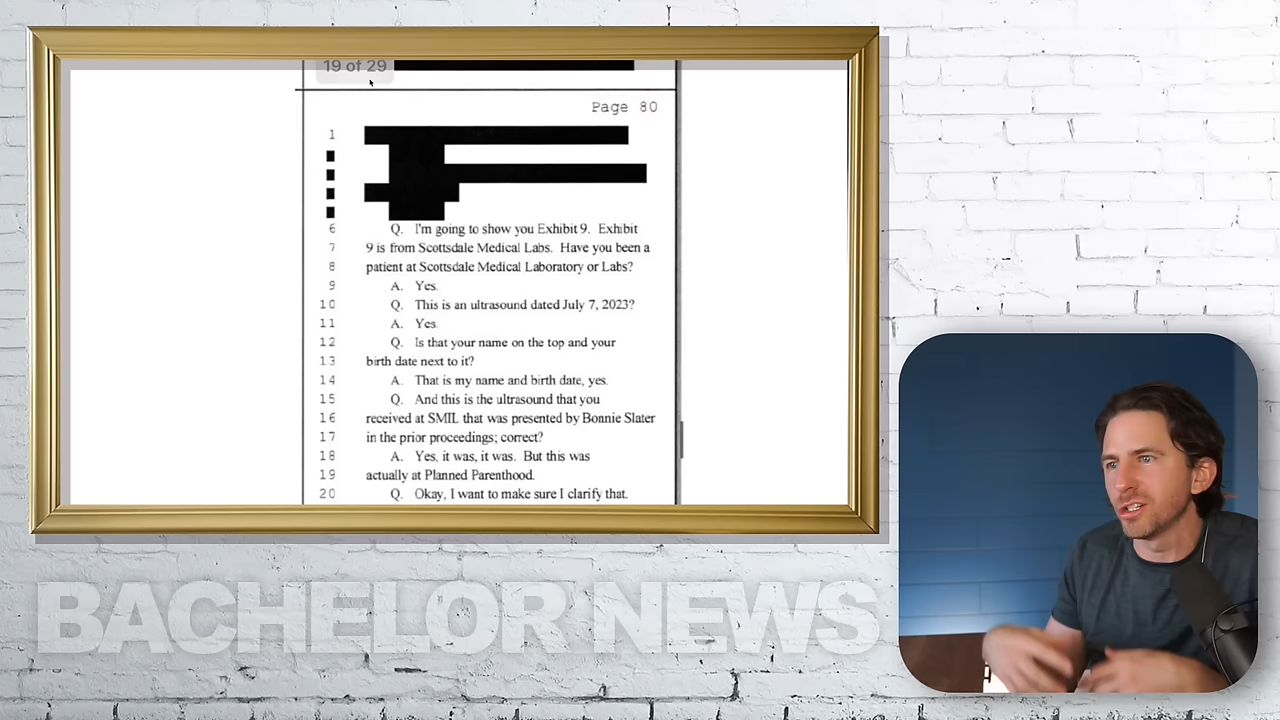 19 of 29
Page 80
1
6 Q. I'm going to show you Exhibit 9. Exhibit
7 9 is from Scottsdale Medical Labs. Have you been a
8 patient at Scottsdale Medical Laboratory or Labs?
9 A. Yes.
10 Q. This is an ultrasound dated July 7, 2023?
11 A. Yes.
12 Q. Is that your name on the top and your
13 birth date next to it?
14 A. That is my name and birth date, yes.
15 Q. And this is the ultrasound that you
16 received at SMIL that was presented by Bonnie Slater
17 in the prior proceedings; correct?
18 A. Yes, it was, it was. But this was
19 actually at Planned Parenthood.
20 Q. Okay, I want to make sure I clarify that.
BACHELOR NEWS